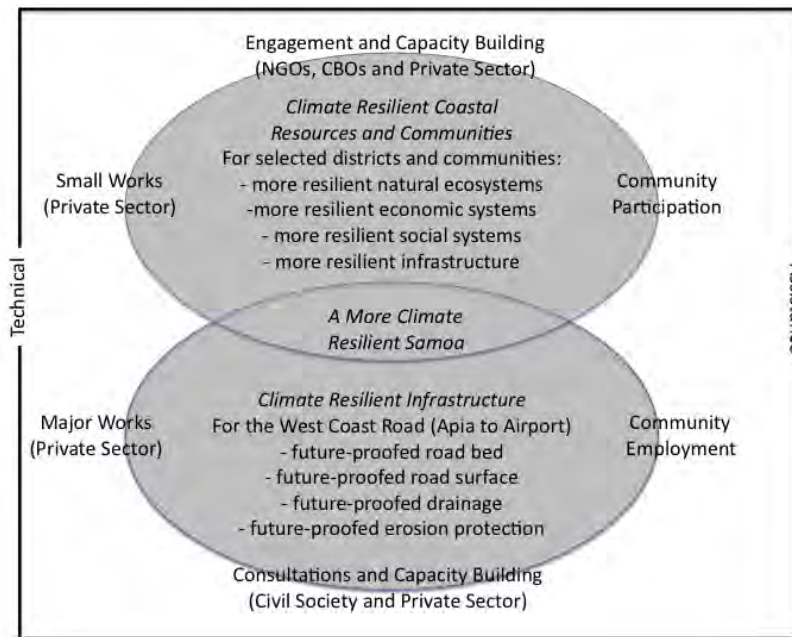 Engagement and Capacity Building
(NGOs, CBOs and Private Sector)
Climate Resilient Coastal
Resources and Communities
For selected districts and communities:
- more resilient natural ecosystems
-more resilient economic systems
- more resilient social systems
- more resilient infrastructure
Small Works
(Private Sector)
Community
Participation
Technical
A More Climate
Resilient Samoa
Climate Resilient Infrastructure
For the West Coast Road (Apia to Airport)
- future-proofed road bed
- future-proofed road surface
- future-proofed drainage
- future-proofed erosion protection
Major Works
(Private Sector)
Community
Employment
Consultations and Capacity Building
(Civil Society and Private Sector)